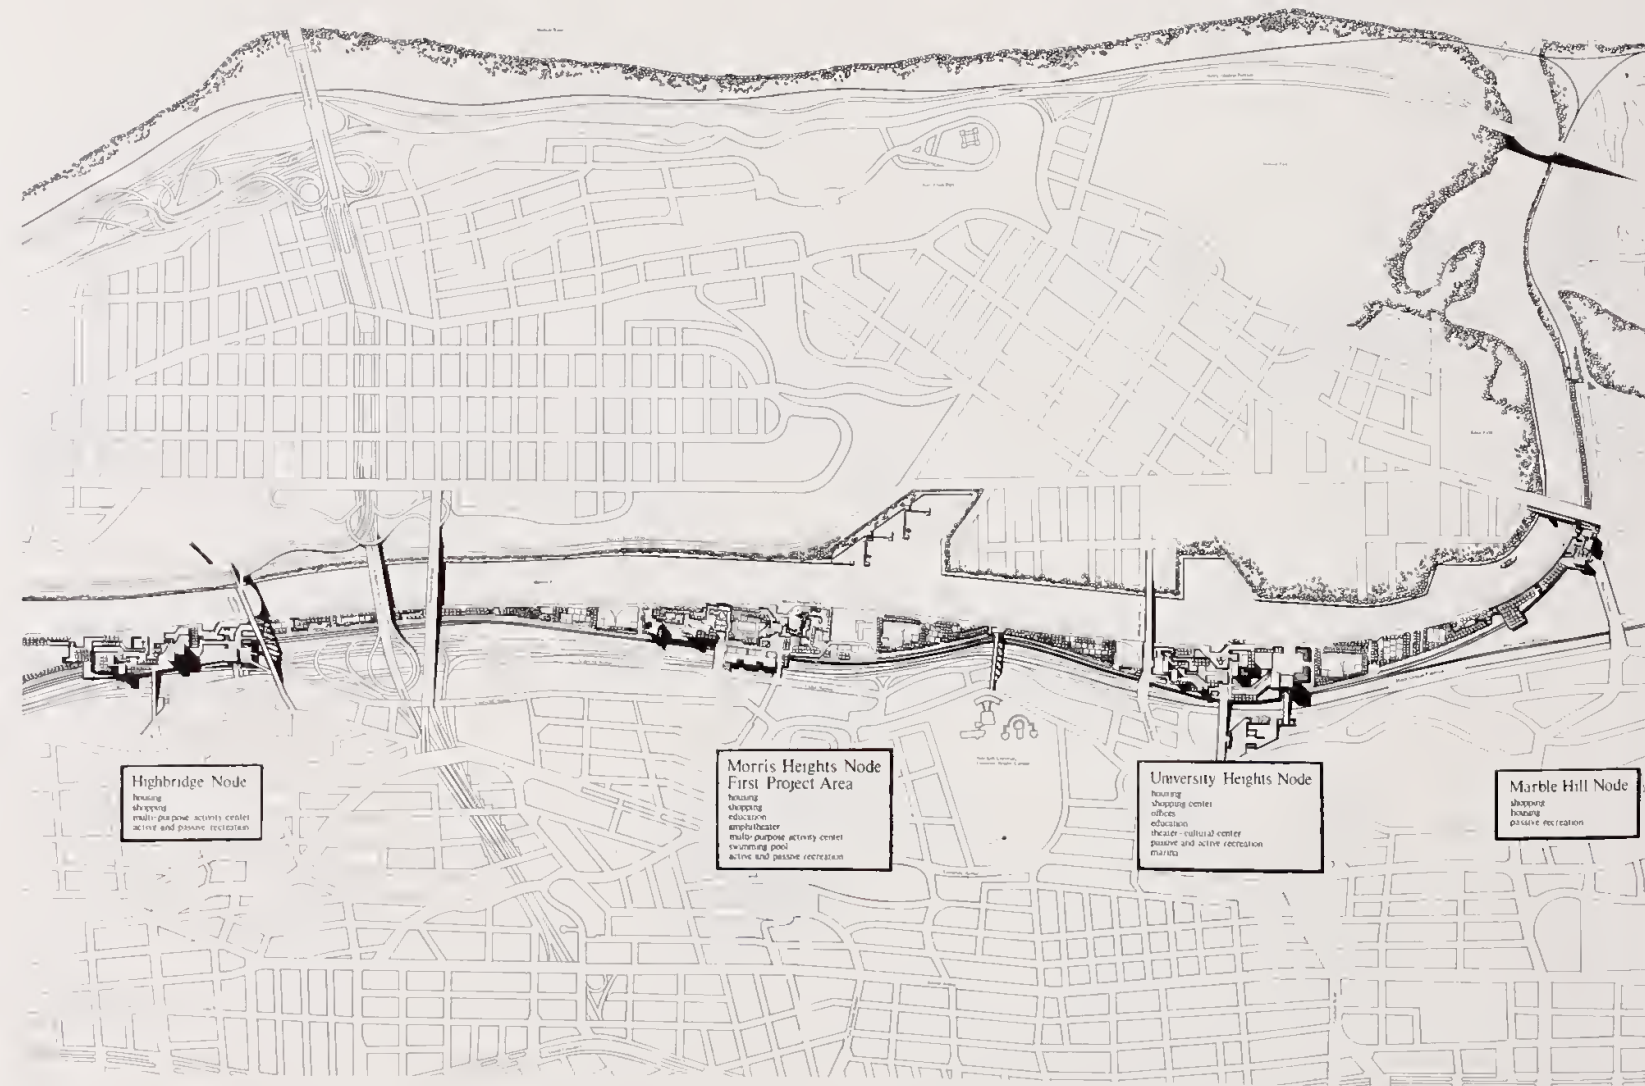 Highbridge Node
housing
shopping
multi-purpose activity center
active and passive recreation
Morris Heights Node
First Project Area
housing
shopping
education
amphitheater
multi-purpose activity center
swimming pool
active and passive recreation
University Heights Node
housing
shopping center
offices
education
theater-cultural center
passive and active recreation
marina
Marble Hill Node
shopping
housing
passive recreation